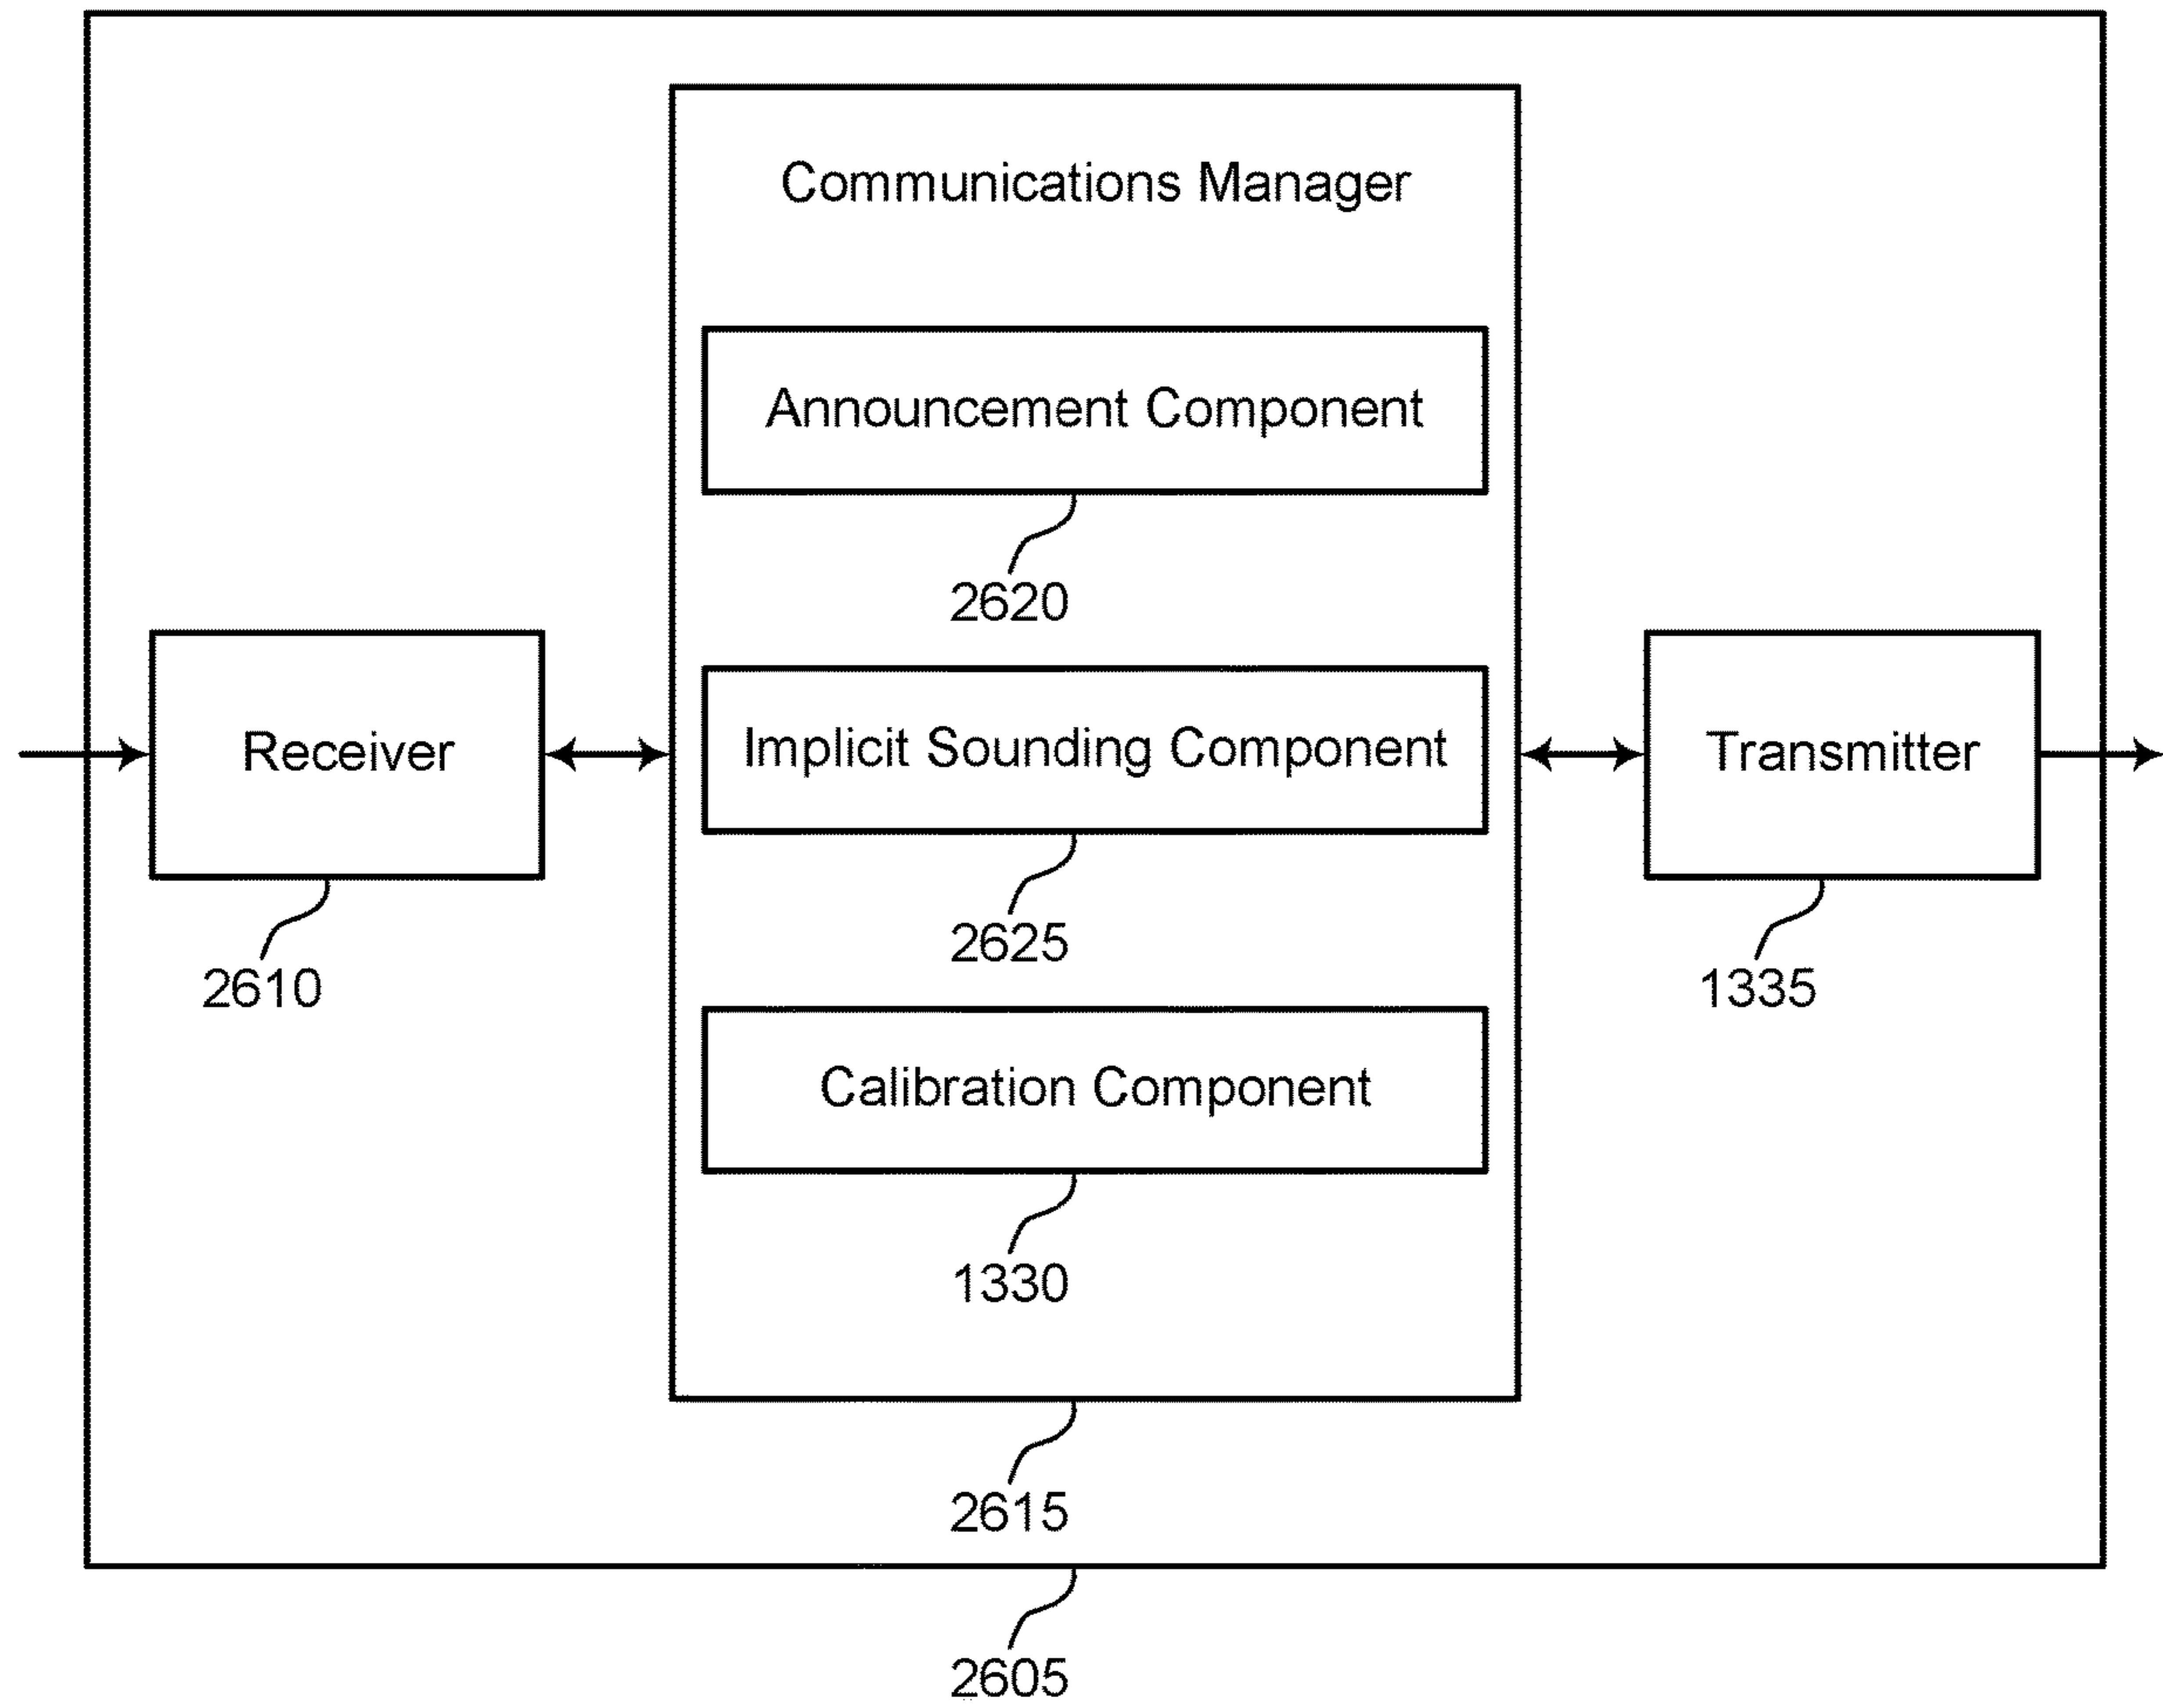 Communications Manager
Announcement Component
2620
Receiver
Implicit Sounding Component
Transmitter
2625
2610
1335
Calibration Component
1330
2615
2605